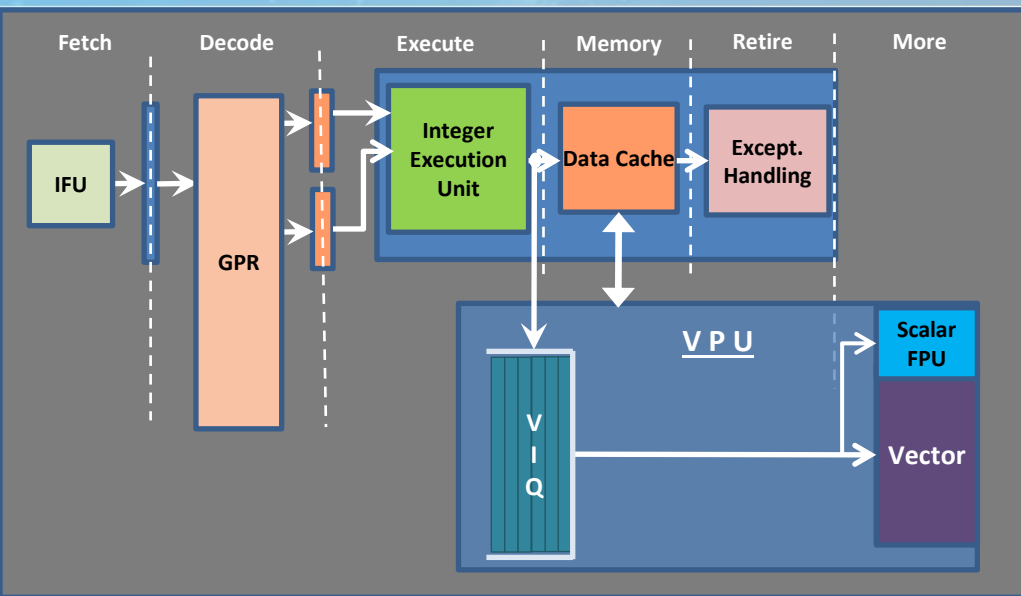 Fetch Decode Execute Memory Retire More
IFU
GPR
Integer
Execution
Unit
Data Cache
Except.
Handling
V P U
Scalar
FPU
V
I
Q
Vector